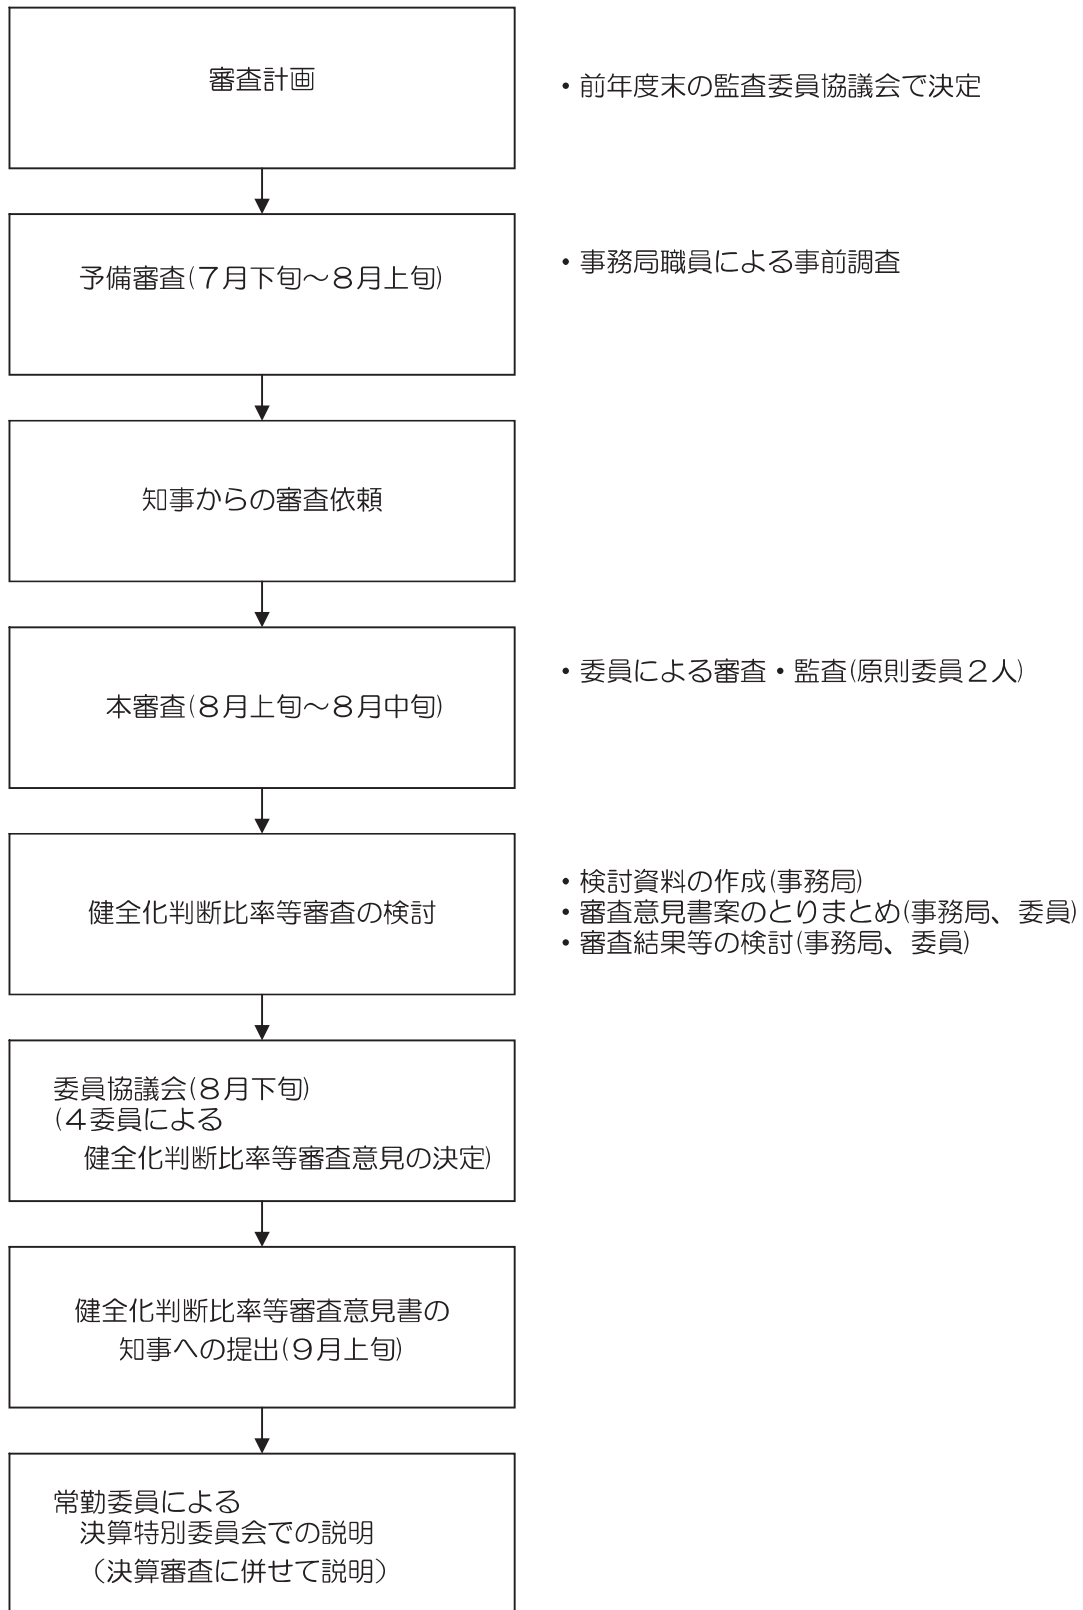 審査計画
・前年度末の監査委員協議会で決定
予備審査(７月下旬～８月上旬)
・事務局職員による事前調査
知事からの審査依頼
本審査(８月上旬～８月中旬)
・委員による審査・監査(原則委員２人)
健全化判断比率等審査の検討
・検討資料の作成(事務局)
・審査意見書案のとりまとめ(事務局、委員)
・審査結果等の検討(事務局、委員)
委員協議会(８月下旬)
(４委員による
健全化判断比率等審査意見の決定)
健全化判断比率等審査意見書の
知事への提出(９月上旬)
常勤委員による
決算特別委員会での説明
（決算審査に併せて説明）